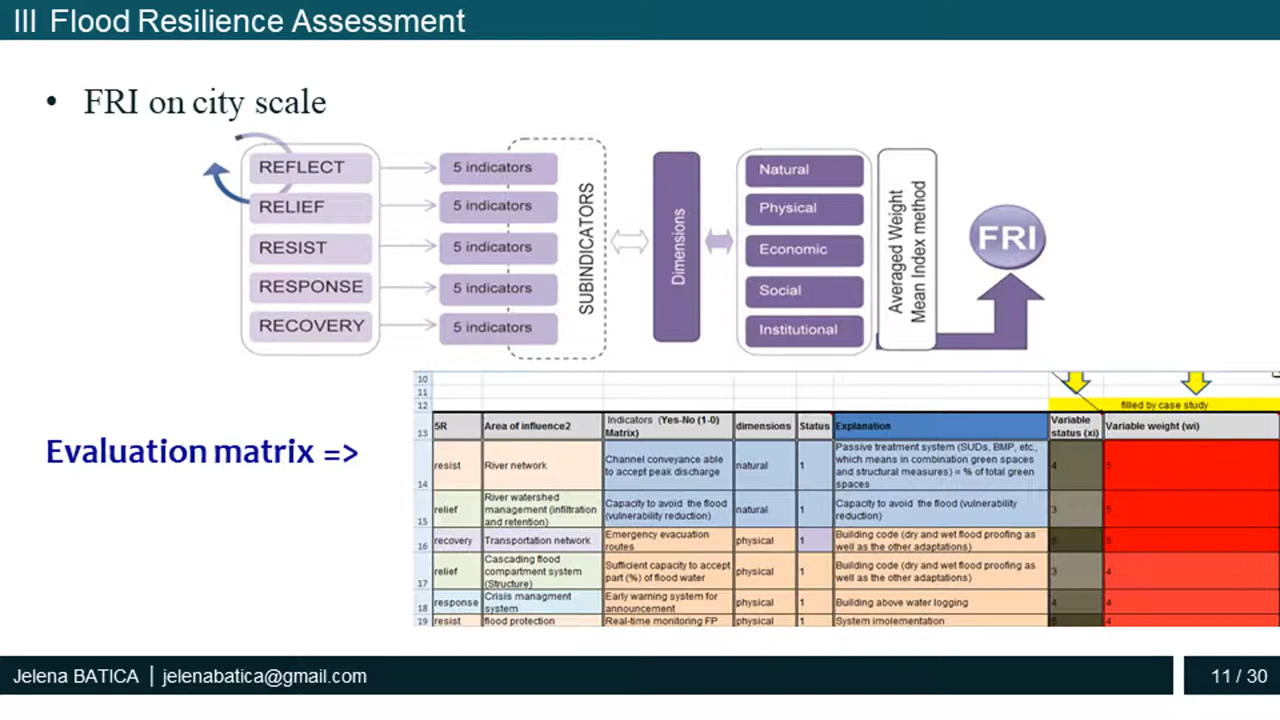 III Flood Resilience Assessment
• FRI on city scale
REFLECT
RELIEF
RESIST
RESPONSE
RECOVERY
5 indicators
5 indicators
5 indicators
5 indicators
5 indicators
SUBINDICATORS
Dimensions
Natural
Physical
Economic
Social
Institutional
Averaged Weight
Mean Index method
FRI
Evaluation matrix =>
10
11
12 filled by case study
13 5R Area of influence2 Indicators (Yes-No (1-0) Matrix) dimensions Status Explanation Variable status (xi) Variable weight (wi)
14 resist River network Channel conveyance able to accept peak discharge natural 1 Passive treatment system (SUDs, BMP, etc., which means in combination green spaces and structural measures) = % of total green spaces 4 5
15 relief River watershed management (infiltration and retention) Capacity to avoid the flood (vulnerability reduction) natural 1 Capacity to avoid the flood (vulnerability reduction) 3 5
16 recovery Transportation network Emergency evacuation routes physical 1 Building code (dry and wet flood proofing as well as the other adaptations) 5 5
17 relief Cascading flood compartment system (Structure) Sufficient capacity to accept part (%) of flood water physical 1 Building code (dry and wet flood proofing as well as the other adaptations) 3 4
18 response Crisis managment system Early warning system for announcement physical 1 Building above water logging 4 4
19 resist flood protection Real-time monitoring FP physical 1 System implementation 5 4
Jelena BATICA | jelenabatica@gmail.com
11 / 30